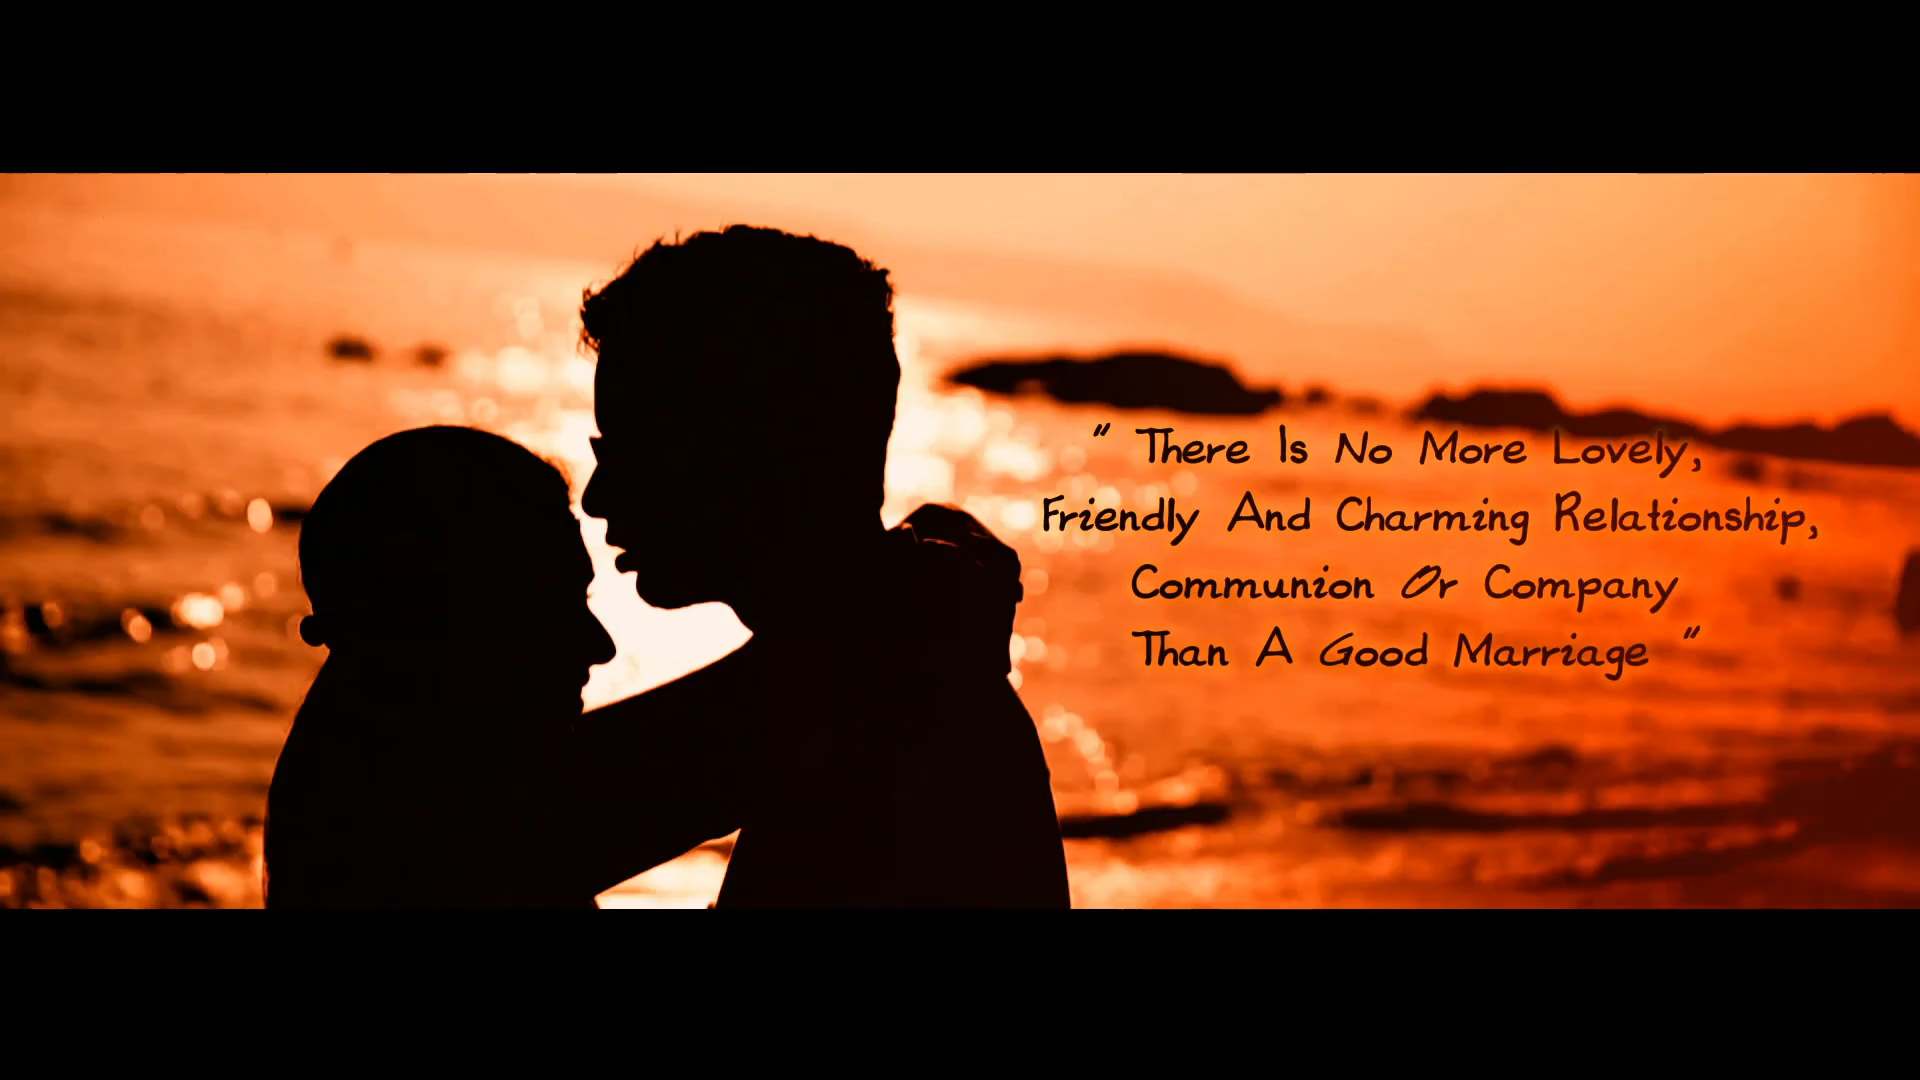 " There Is No More Lovely,
Friendly And Charming Relationship,
Communion Or Company
Than A Good Marriage "